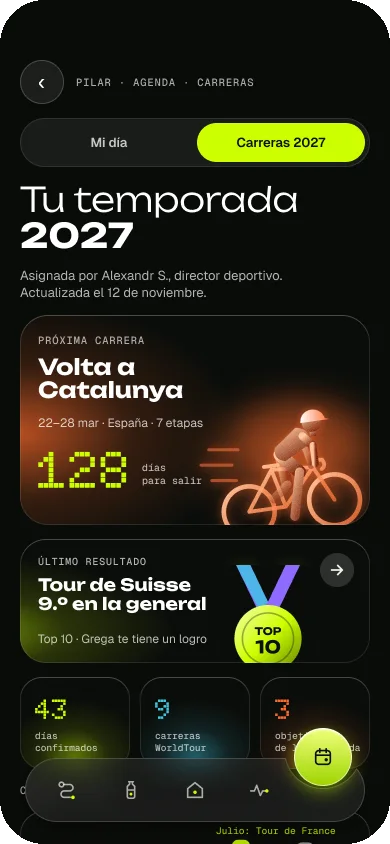 PILAR · AGENDA · CARRERAS
Mi día
Carreras 2027
Tu temporada
2027
Asignada por Alexandr S., director deportivo.
Actualizada el 12 de noviembre.
PRÓXIMA CARRERA
Volta a
Catalunya
22–28 mar · España · 7 etapas
128
días
para salir
ÚLTIMO RESULTADO
Tour de Suisse
9.º en la general
Top 10 · Grega te tiene un logro
TOP
10
43
días
confirmados
9
carreras
WorldTour
3
Julio: Tour de France